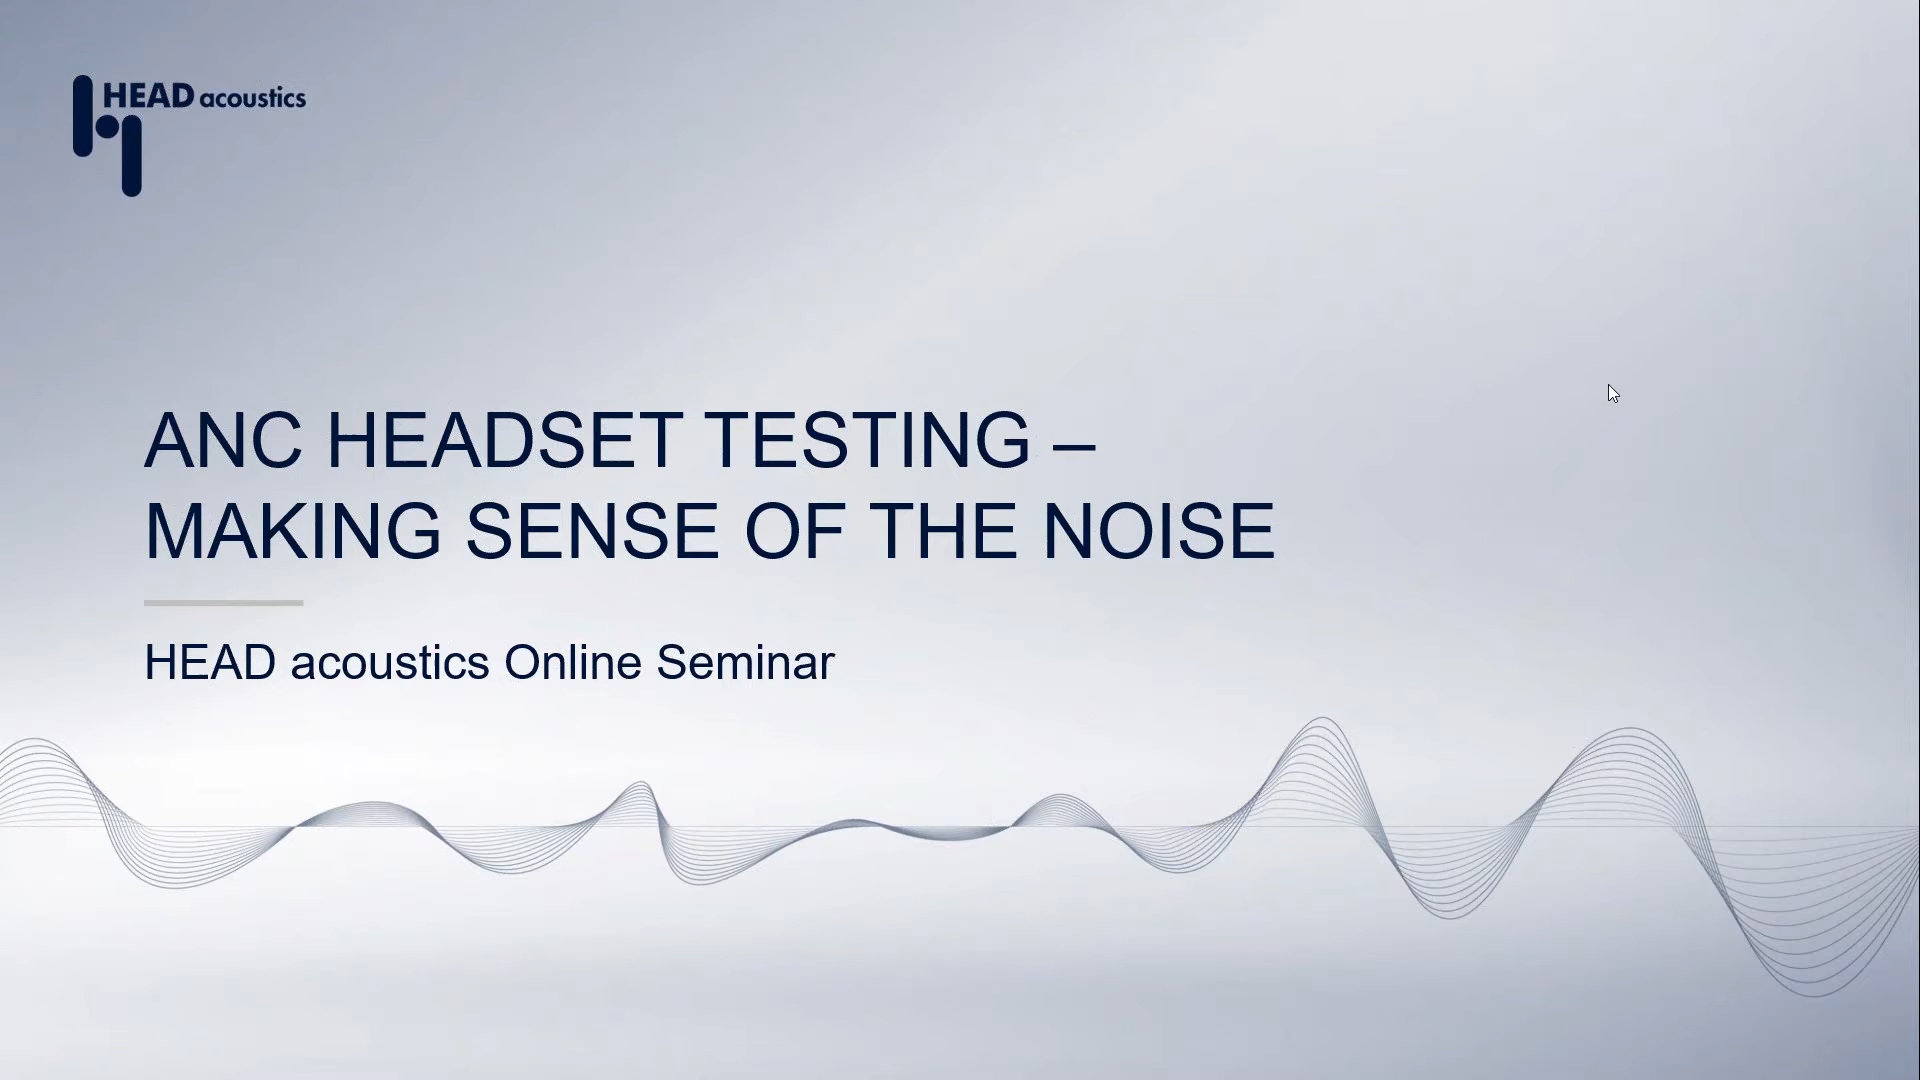 HEAD acoustics
ANC HEADSET TESTING –
MAKING SENSE OF THE NOISE
HEAD acoustics Online Seminar